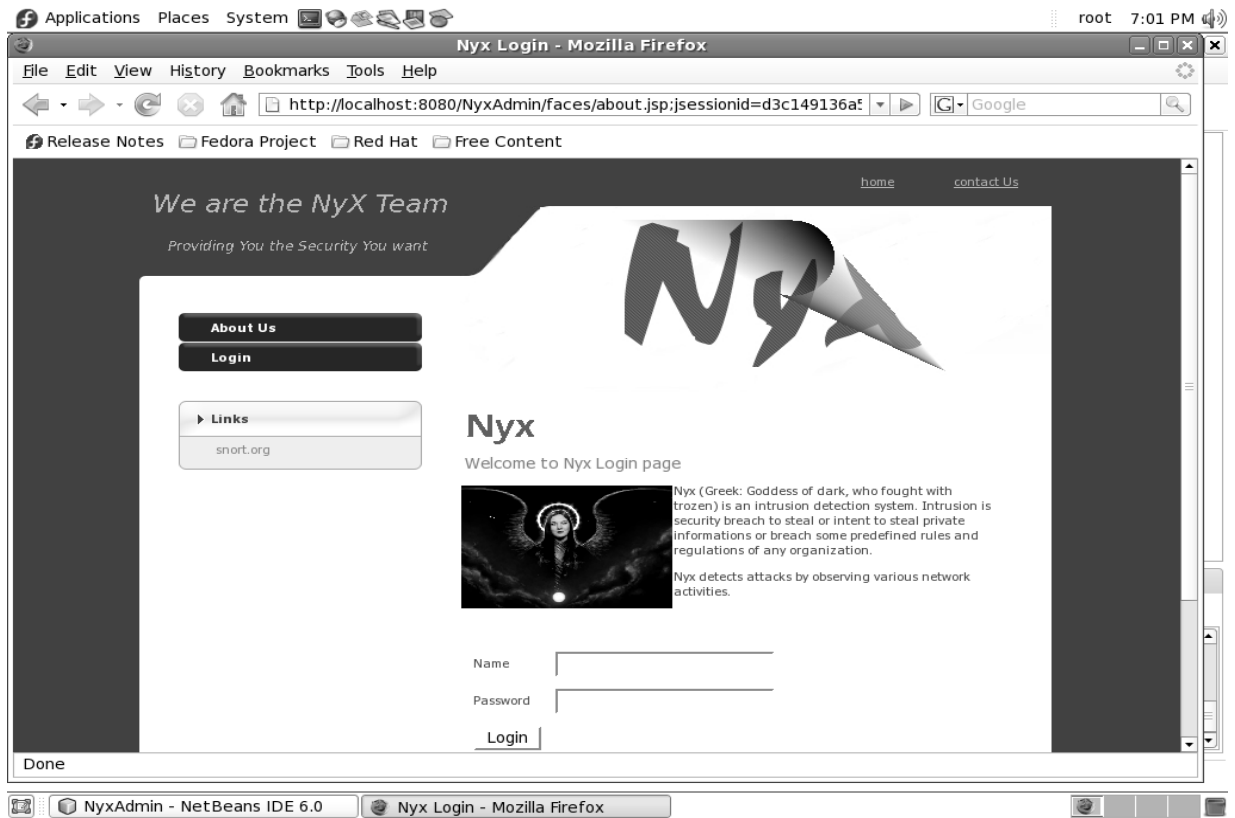 Applications Places System root 7:01 PM
Nyx Login - Mozilla Firefox
File Edit View History Bookmarks Tools Help
http://localhost:8080/NyxAdmin/faces/about.jsp;jsessionid=d3c149136a5 G Google
Release Notes Fedora Project Red Hat Free Content
home contact Us
We are the NyX Team
Providing You the Security You want
Nyx
About Us
Login
Links
snort.org
Nyx
Welcome to Nyx Login page
Nyx (Greek: Goddess of dark, who fought with
trozen) is an intrusion detection system. Intrusion is
security breach to steal or intent to steal private
informations or breach some predefined rules and
regulations of any organization.
Nyx detects attacks by observing various network
activities.
Name
Password
Login
Done
NyxAdmin - NetBeans IDE 6.0 Nyx Login - Mozilla Firefox